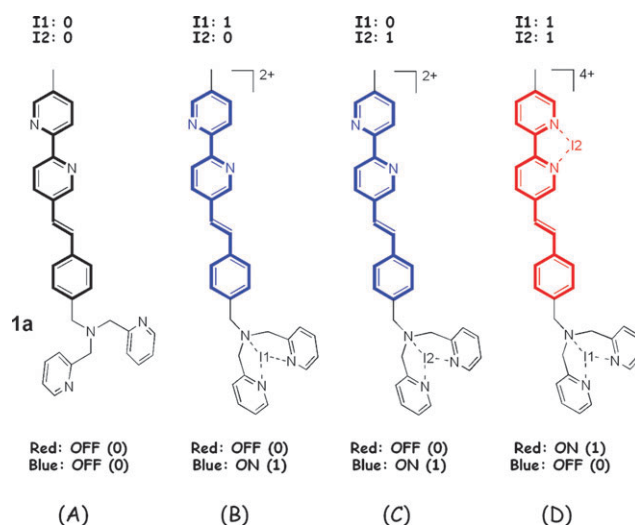 I1: 0
I2: 0
I1: 1
I2: 0
I1: 0
I2: 1
I1: 1
I2: 1
2+
2+
4+
N
N
N
N
N
N
N
N
I2
N
N
1a
N
N
N
N
I1
N
N
N
I2
N
N
N
I1
N
N
Red: OFF (0)
Blue: OFF (0)
Red: OFF (0)
Blue: ON (1)
Red: OFF (0)
Blue: ON (1)
Red: ON (1)
Blue: OFF (0)
(A)
(B)
(C)
(D)